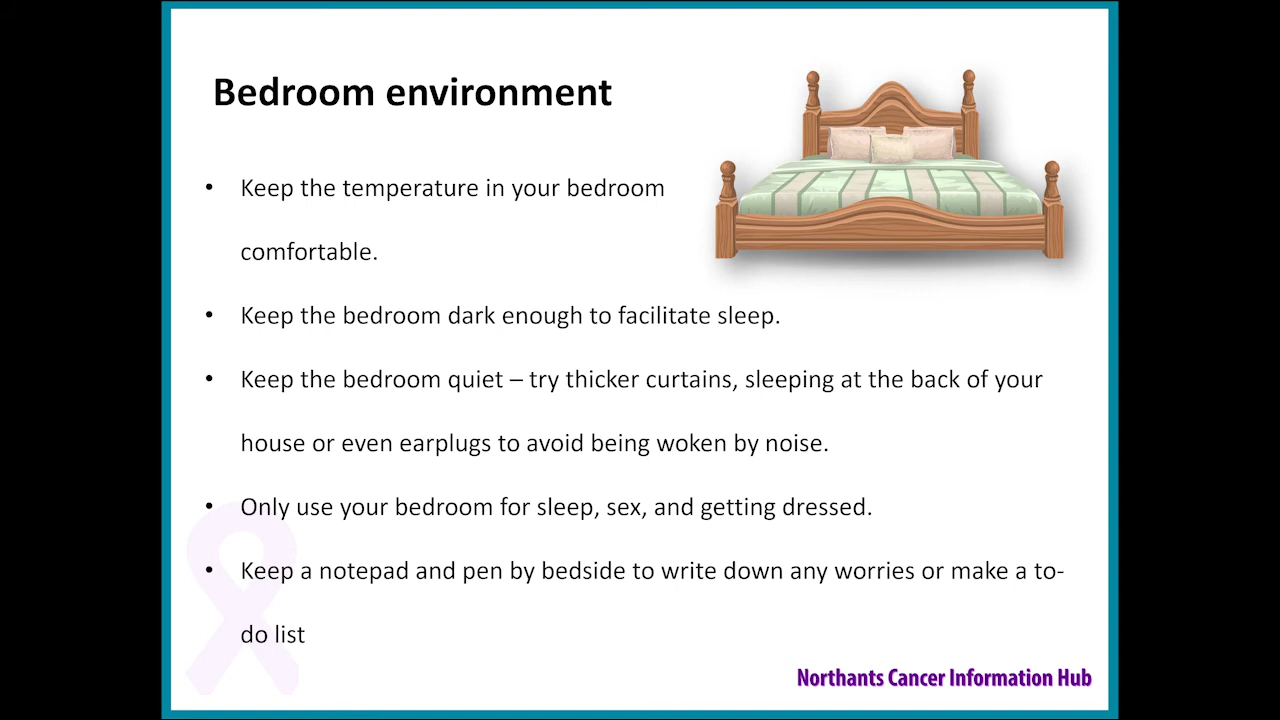 Bedroom environment
• Keep the temperature in your bedroom
comfortable.
• Keep the bedroom dark enough to facilitate sleep.
• Keep the bedroom quiet – try thicker curtains, sleeping at the back of your
house or even earplugs to avoid being woken by noise.
• Only use your bedroom for sleep, sex, and getting dressed.
• Keep a notepad and pen by bedside to write down any worries or make a to-
do list
Northants Cancer Information Hub